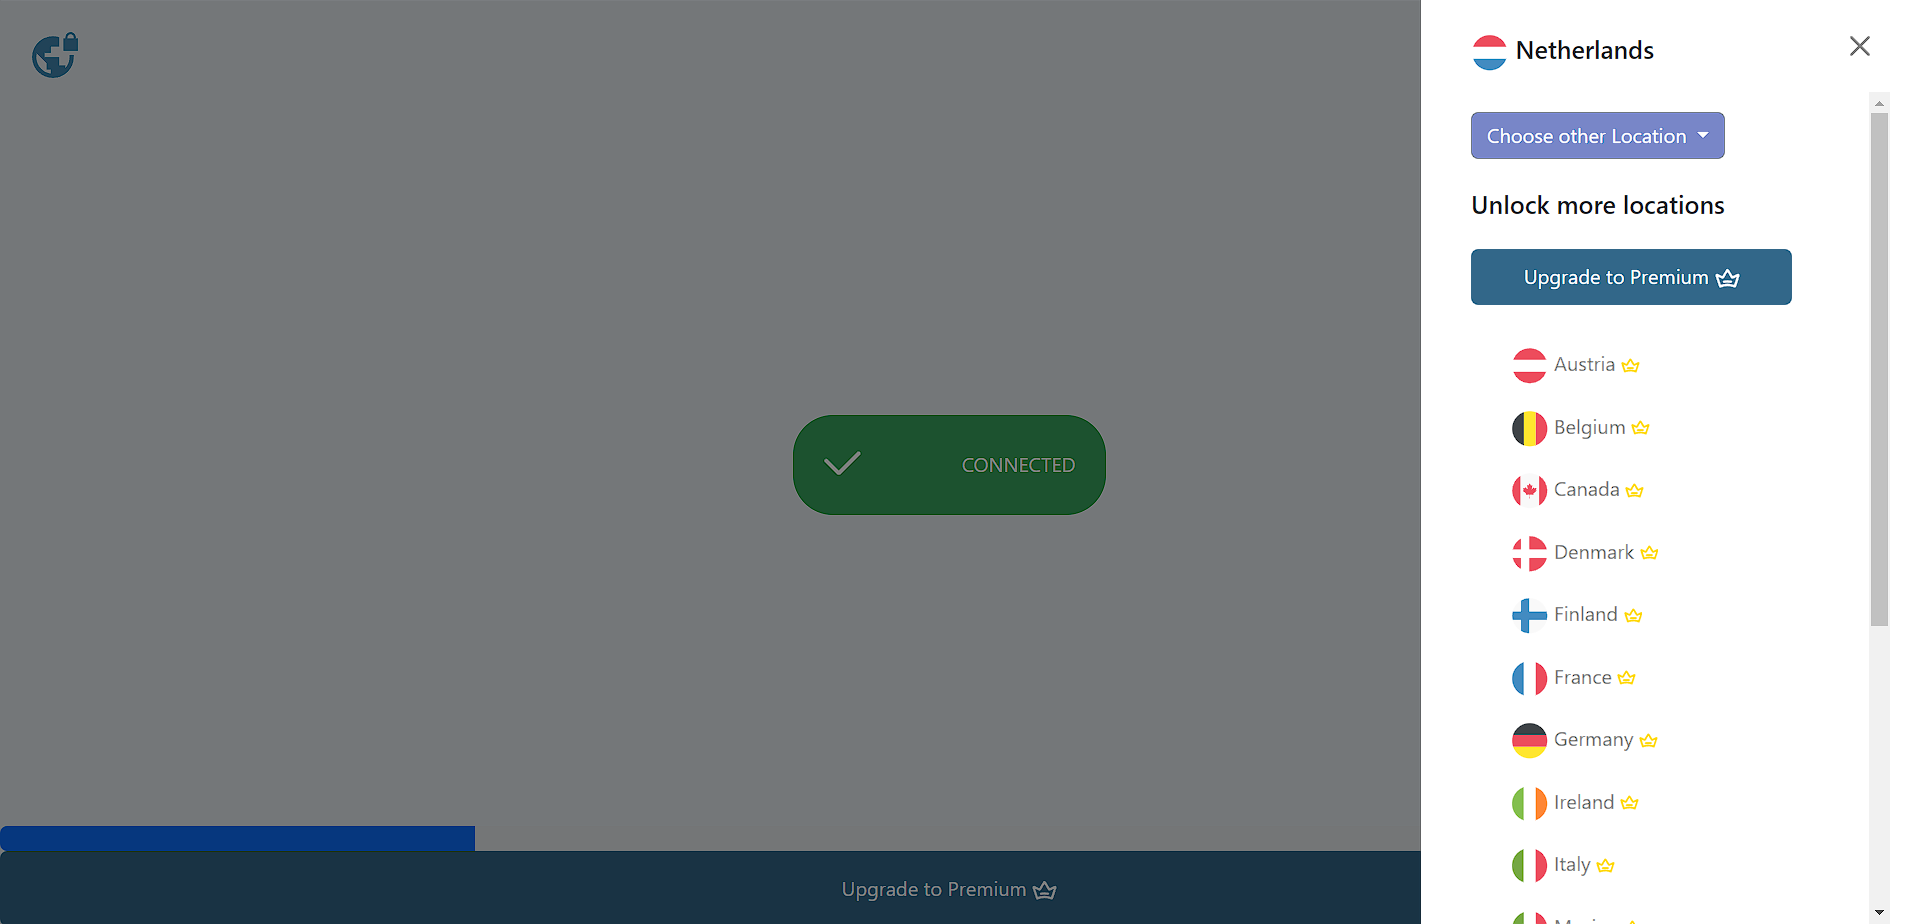 Netherlands
Choose other Location
Unlock more locations
Upgrade to Premium
Austria
Belgium
Canada
Denmark
Finland
France
Germany
Ireland
Italy
CONNECTED
Upgrade to Premium